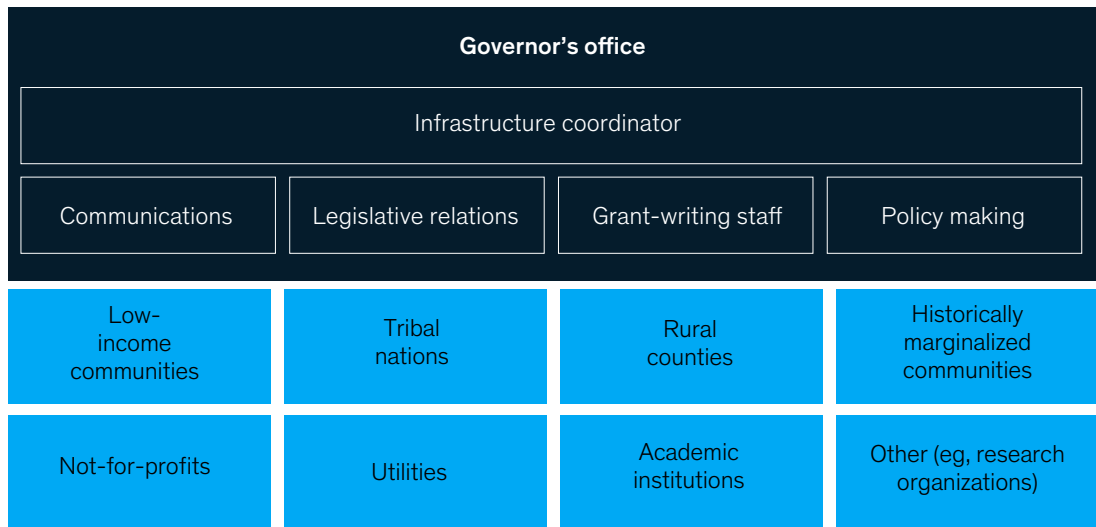 Governor’s office
Infrastructure coordinator
Communications
Legislative relations
Grant-writing staff
Policy making
Low-
income
communities
Tribal
nations
Rural
counties
Historically
marginalized
communities
Not-for-profits
Utilities
Academic
institutions
Other (eg, research
organizations)